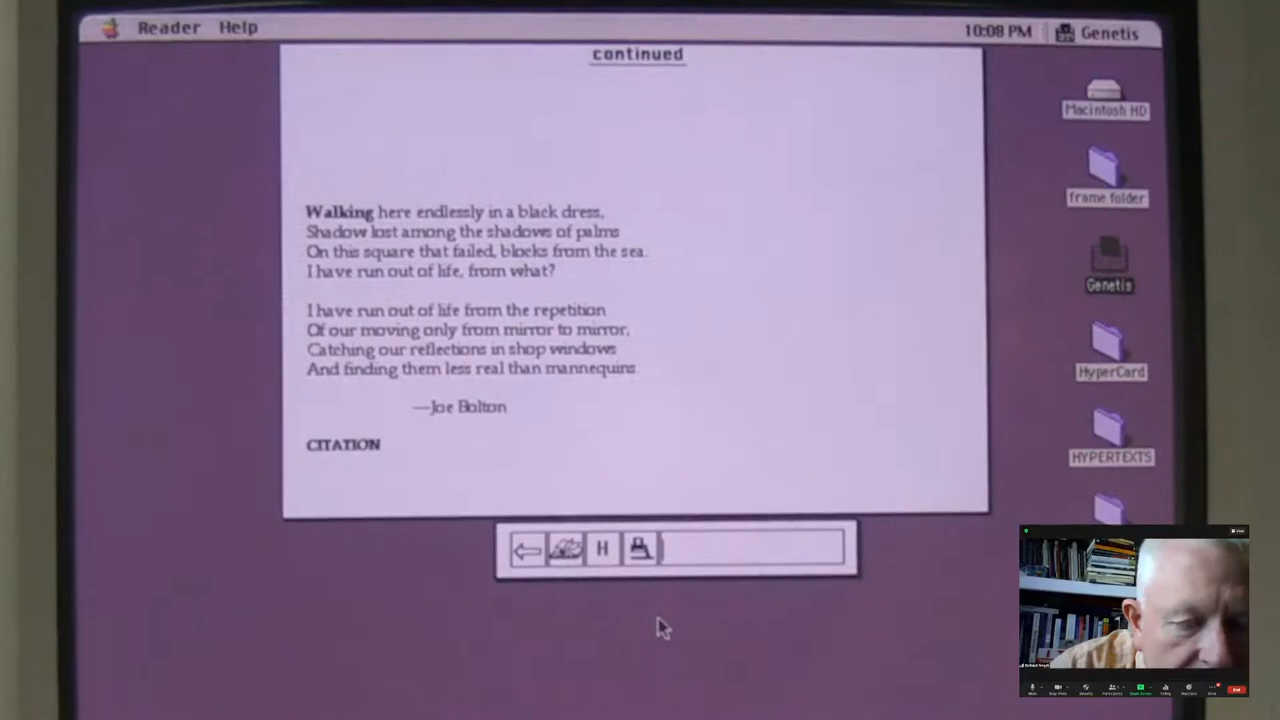 Reader Help 10:08 PM Genetis
continued
Macintosh HD
frame folder
Genetis
HyperCard
HYPERTEXTS
Walking here endlessly in a black dress,
Shadow lost among the shadows of palms
On this square that failed, blocks from the sea.
I have run out of life, from what?
I have run out of life from the repetition
Of our moving only from mirror to mirror,
Catching our reflections in shop windows
And finding them less real than mannequins
—Joe Bolton
CITATION
H